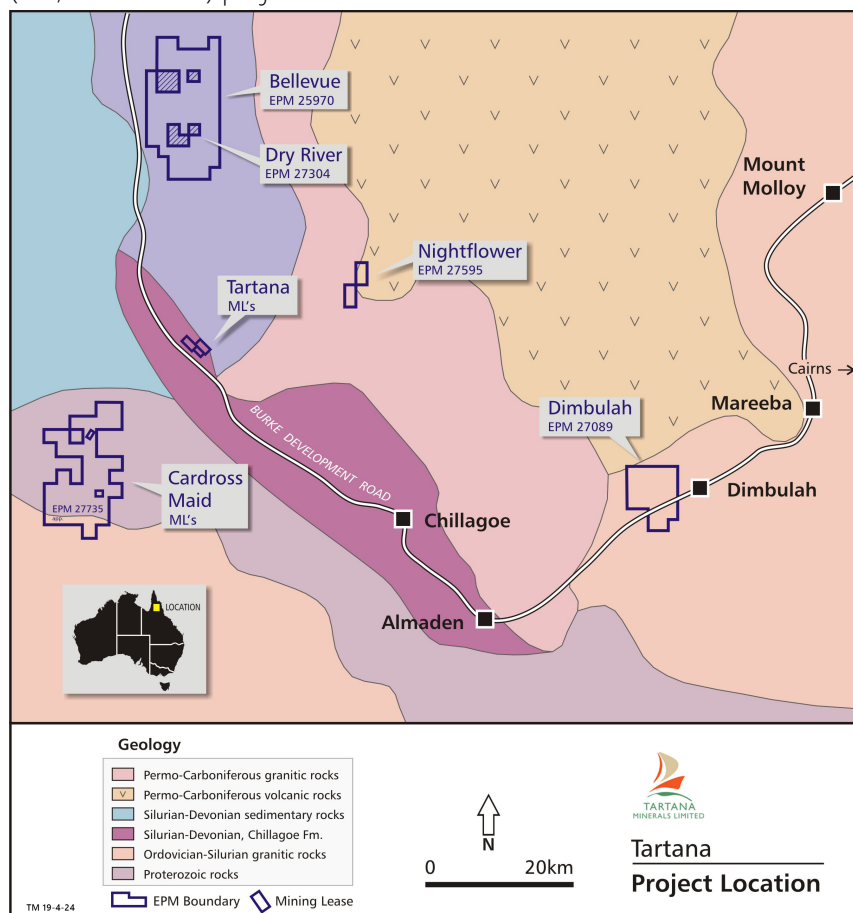 Bellevue
EPM 25970
Dry River
EPM 27304
Mount
Molloy
Nightflower
EPM 27595
Tartana
ML's
Cairns →
Mareeba
Dimbulah
EPM 27089
BURKE DEVELOPMENT ROAD
Cardross
Maid
ML's
EPM 27735
app.
Dimbulah
Chillagoe
LOCATION
Almaden
Geology
Permo-Carboniferous granitic rocks
v Permo-Carboniferous volcanic rocks
Silurian-Devonian sedimentary rocks
Silurian-Devonian, Chillagoe Fm.
Ordovician-Silurian granitic rocks
Proterozoic rocks
EPM Boundary
Mining Lease
TM 19-4-24
N
0 20km
TARTANA
MINERALS LIMITED
Tartana
Project Location